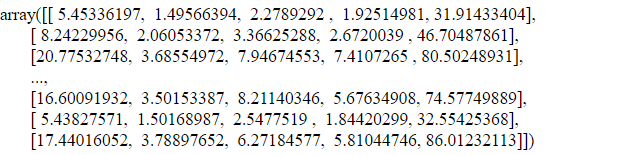 array([[ 5.45336197, 1.49566394, 2.2789292 , 1.92514981, 31.91433404],
[ 8.24229956, 2.06053372, 3.36625288, 2.6720039 , 46.70487861],
[20.77532748, 3.68554972, 7.94674553, 7.4107265 , 80.50248931],
...,
[16.60091932, 3.50153387, 8.21140346, 5.67634908, 74.57749889],
[ 5.43827571, 1.50168987, 2.5477519 , 1.84420299, 32.55425368],
[17.44016052, 3.78897652, 6.27184577, 5.81044746, 86.01232113]])